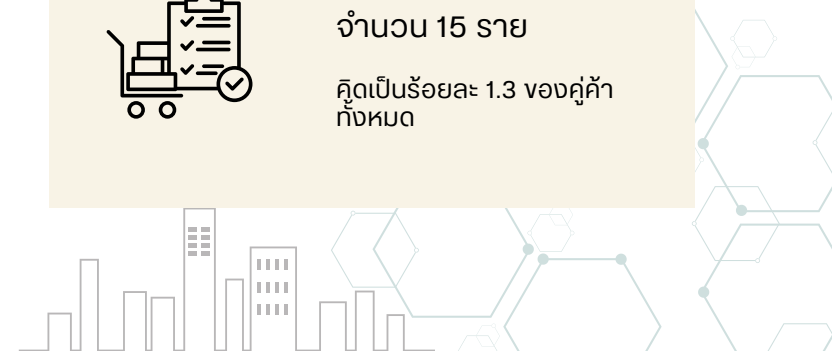 จำนวน 15 ราย
คิดเป็นร้อยละ 1.3 ของคู่ค้า
ทั้งหมด